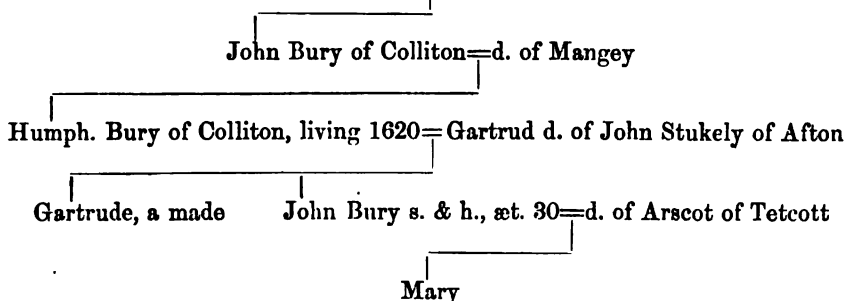 John Bury of Colliton=d. of Mangey
Humph. Bury of Colliton, living 1620=Gartrud d. of John Stukely of Afton
Gartrude, a made John Bury s. & h., æt. 30=d. of Arscot of Tetcott
Mary